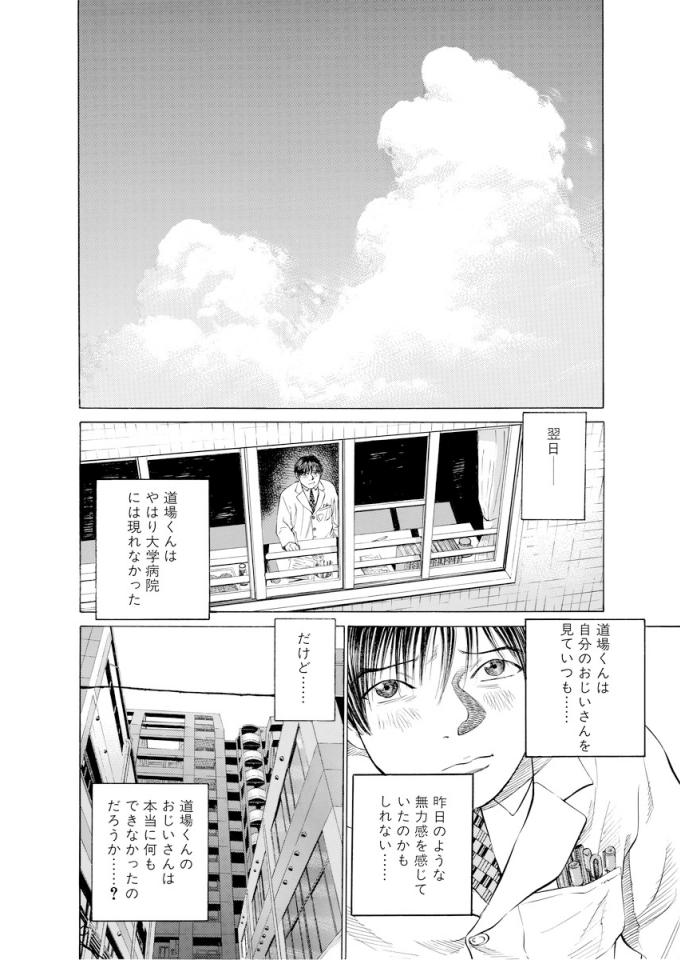 翌日――
道場くんは
やはり大学病院
には現れなかった
道場くんは
自分のおじいさんを
見ていつも……
昨日のような
無力感を感じて
いたのかも
しれない……
だけど……
道場くんの
おじいさんは
本当に何も
できなかったの
だろうか……？